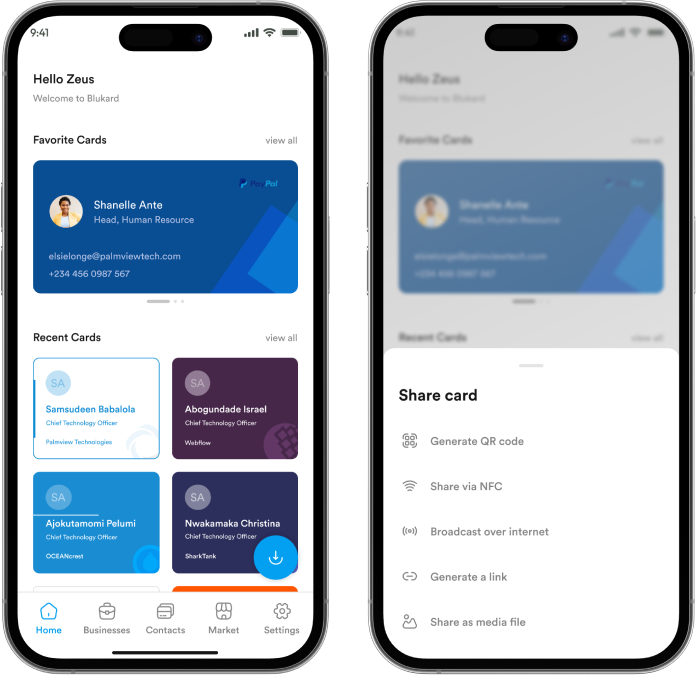 9:41
Hello Zeus
Welcome to Blukard
Favorite Cards
view all
PayPal
Shanelle Ante
Head, Human Resource
elsielonge@palmviewtech.com
+234 456 0987 567
Recent Cards
view all
SA
Samsudeen Babalola
Chief Technology Officer
Palmview Technologies
SA
Abogundade Israel
Chief Technology Officer
Webflow
SA
Ajokutamomi Pelumi
Chief Technology Officer
OCEANcrest
SA
Nwakamaka Christina
Chief Technology Officer
SharkTank
Home
Businesses
Contacts
Market
Settings
9:41
Hello Zeus
Welcome to Blukard
Favorite Cards
view all
PayPal
Shanelle Ante
Head, Human Resource
elsielonge@palmviewtech.com
+234 456 0987 567
Recent Cards
view all
Share card
Generate QR code
Share via NFC
Broadcast over internet
Generate a link
Share as media file